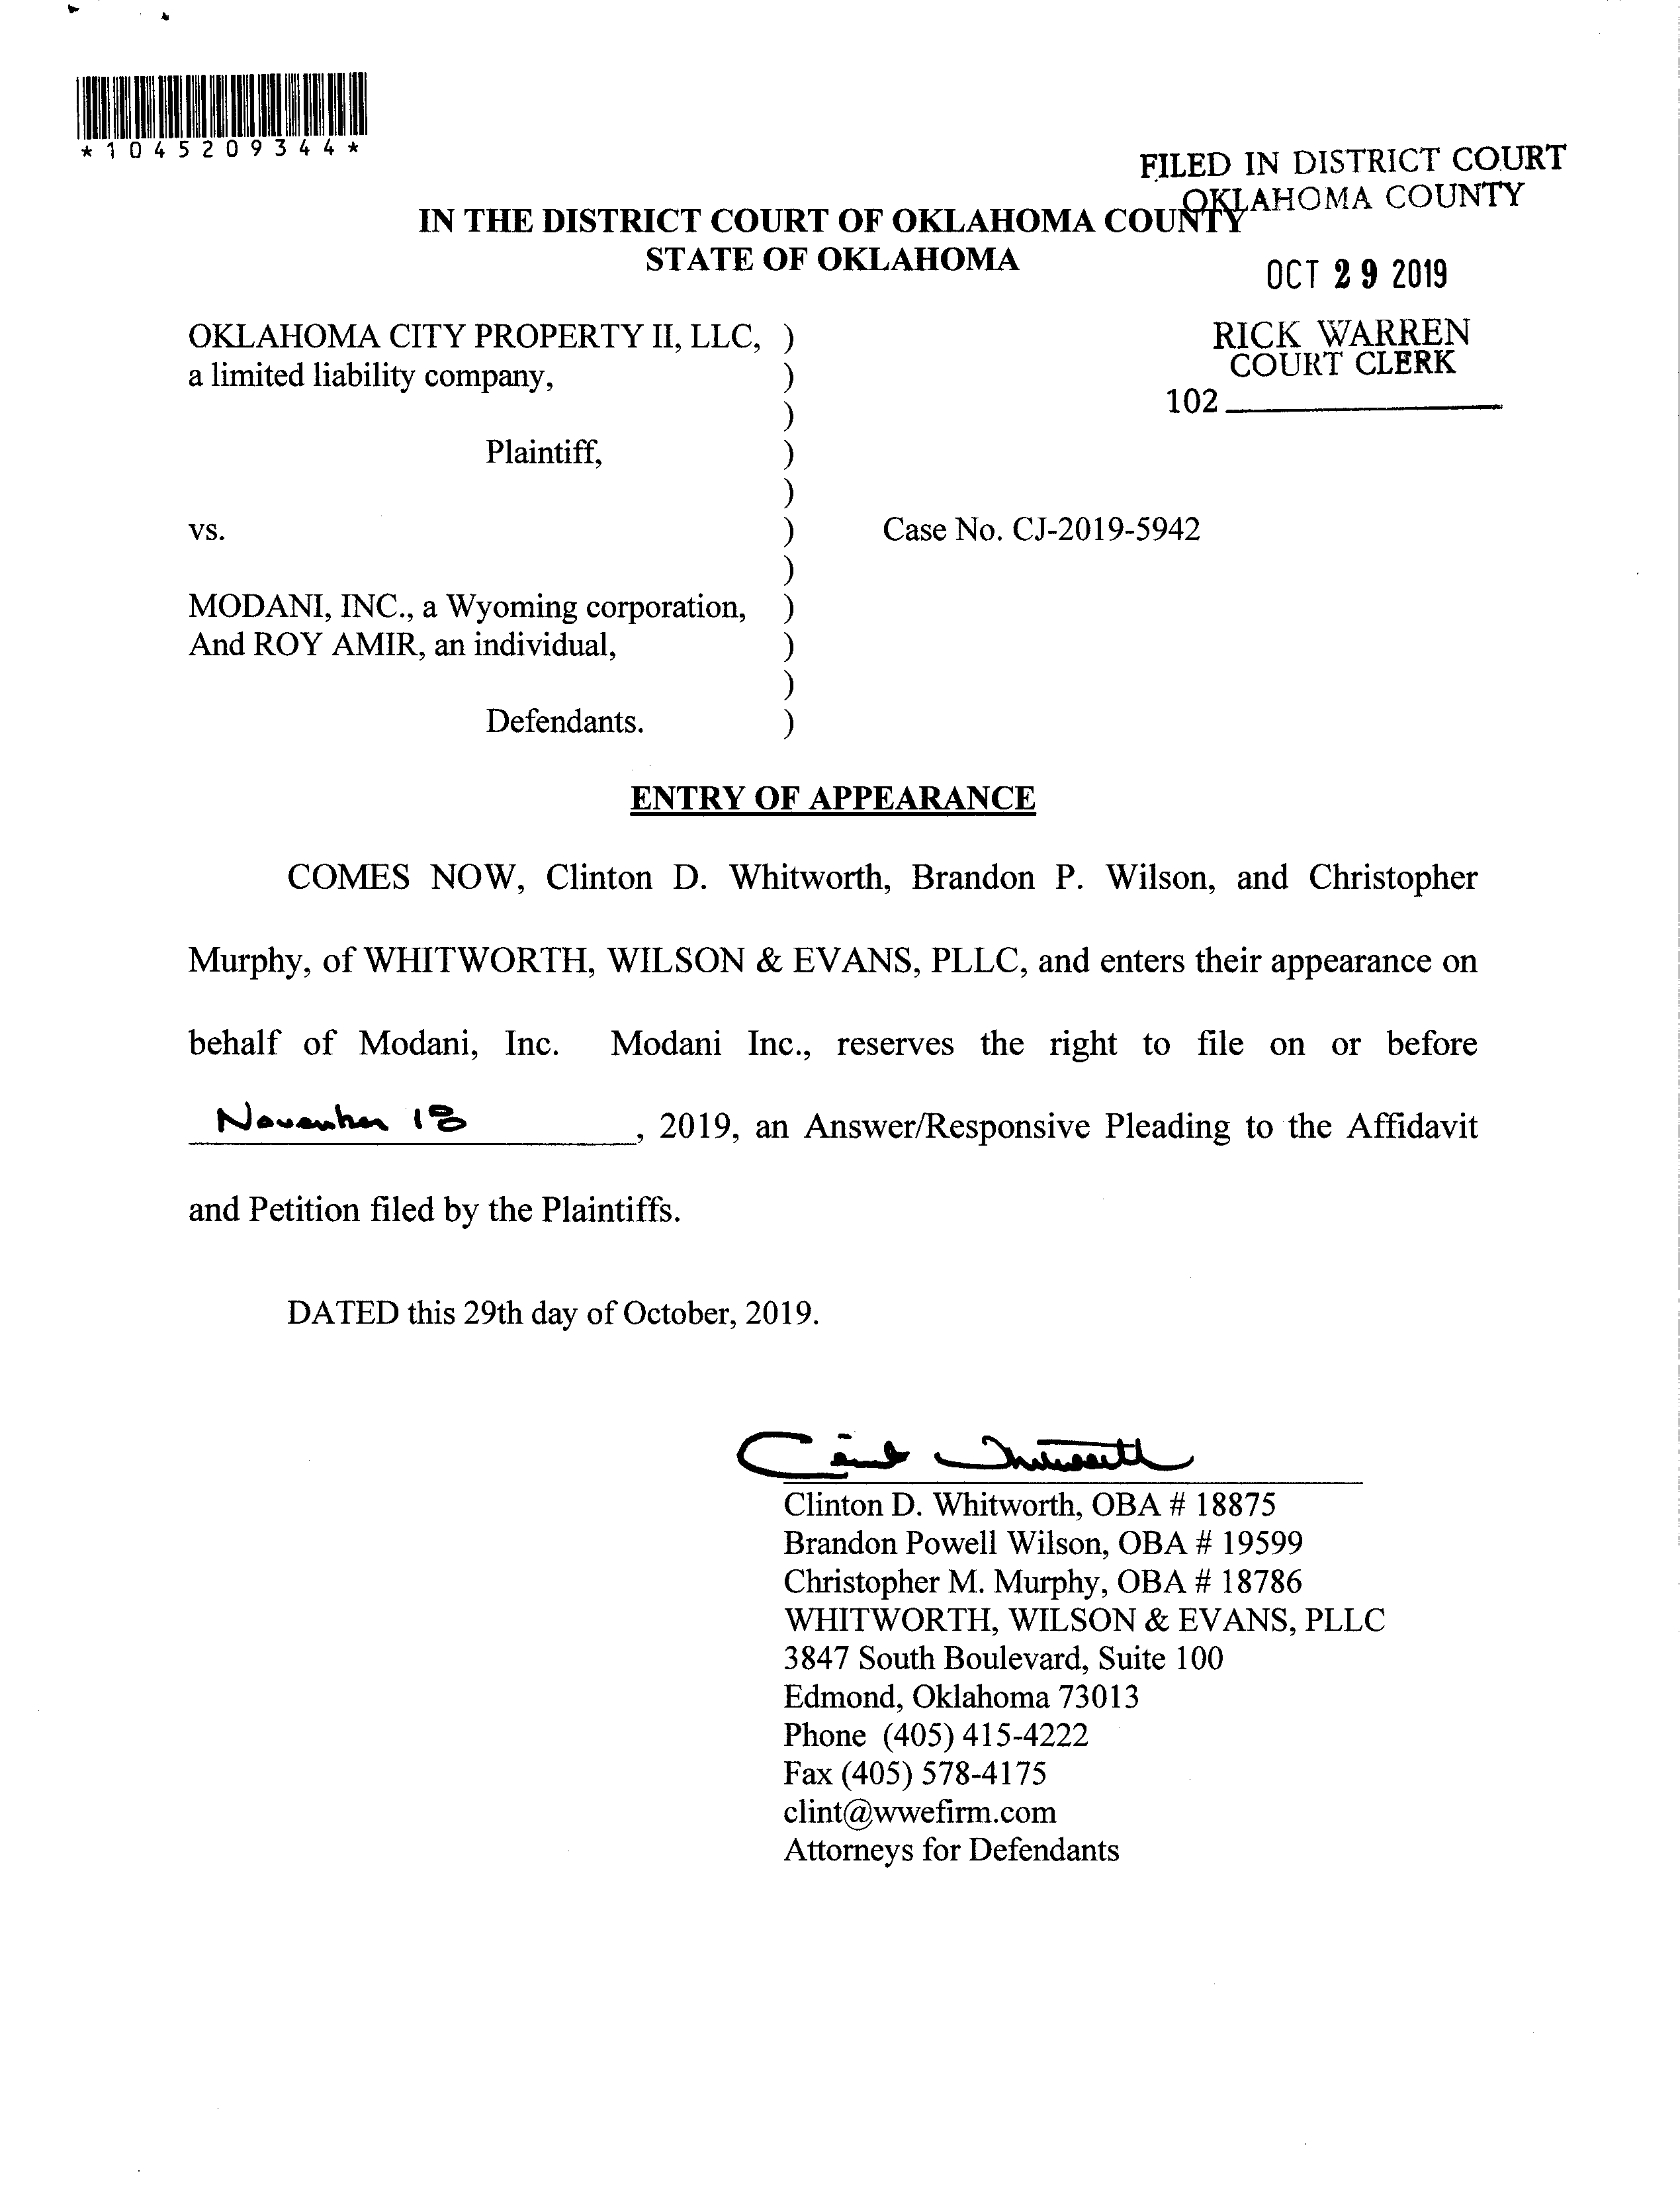 *1045209344*
FILED IN DISTRICT COURT
OKLAHOMA COUNTY
IN THE DISTRICT COURT OF OKLAHOMA COUNTY
STATE OF OKLAHOMA
OCT 29 2019
RICK WARREN
COURT CLERK
102
OKLAHOMA CITY PROPERTY II, LLC, )
a limited liability company, )
)
Plaintiff, )
)
vs. ) Case No. CJ-2019-5942
)
MODANI, INC., a Wyoming corporation, )
And ROY AMIR, an individual, )
)
Defendants. )
ENTRY OF APPEARANCE
COMES NOW, Clinton D. Whitworth, Brandon P. Wilson, and Christopher
Murphy, of WHITWORTH, WILSON & EVANS, PLLC, and enters their appearance on
behalf of Modani, Inc. Modani Inc., reserves the right to file on or before
November 18, 2019, an Answer/Responsive Pleading to the Affidavit
and Petition filed by the Plaintiffs.
DATED this 29th day of October, 2019.
Clint Whitworth
Clinton D. Whitworth, OBA # 18875
Brandon Powell Wilson, OBA # 19599
Christopher M. Murphy, OBA # 18786
WHITWORTH, WILSON & EVANS, PLLC
3847 South Boulevard, Suite 100
Edmond, Oklahoma 73013
Phone (405) 415-4222
Fax (405) 578-4175
clint@wwefirm.com
Attorneys for Defendants